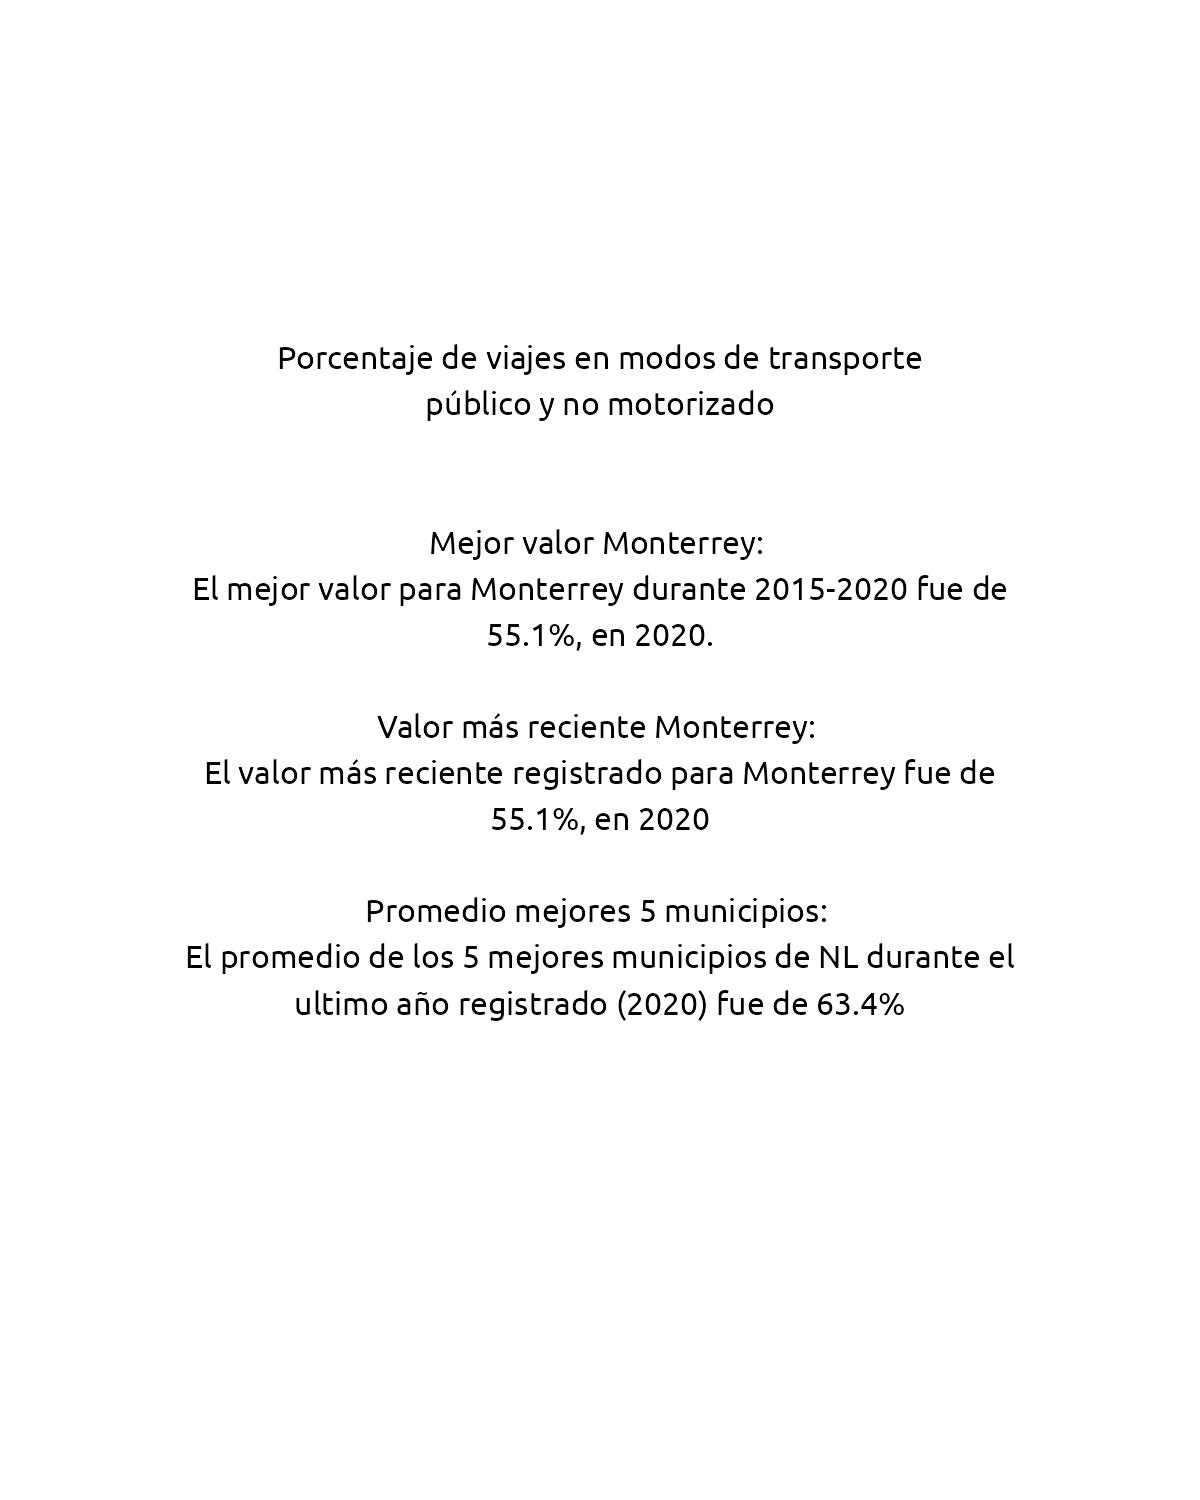 Porcentaje de viajes en modos de transporte
público y no motorizado
Mejor valor Monterrey:
El mejor valor para Monterrey durante 2015-2020 fue de
55.1%, en 2020.
Valor más reciente Monterrey:
El valor más reciente registrado para Monterrey fue de
55.1%, en 2020
Promedio mejores 5 municipios:
El promedio de los 5 mejores municipios de NL durante el
ultimo año registrado (2020) fue de 63.4%